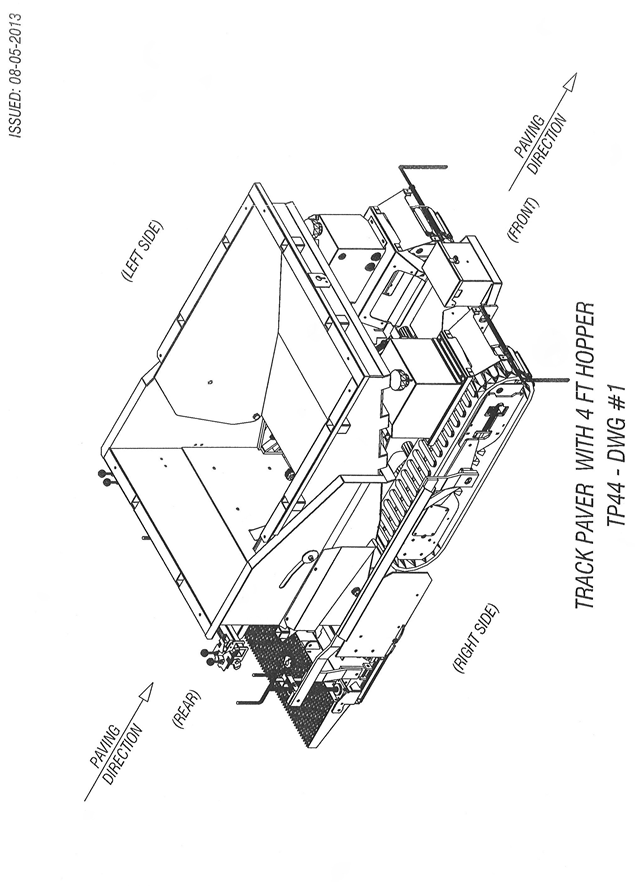 ISSUED: 08-05-2013
(LEFT SIDE)
PAVING
DIRECTION
(FRONT)
PAVING
DIRECTION
(REAR)
(RIGHT SIDE)
TRACK PAVER WITH 4 FT HOPPER
TP44 - DWG #1